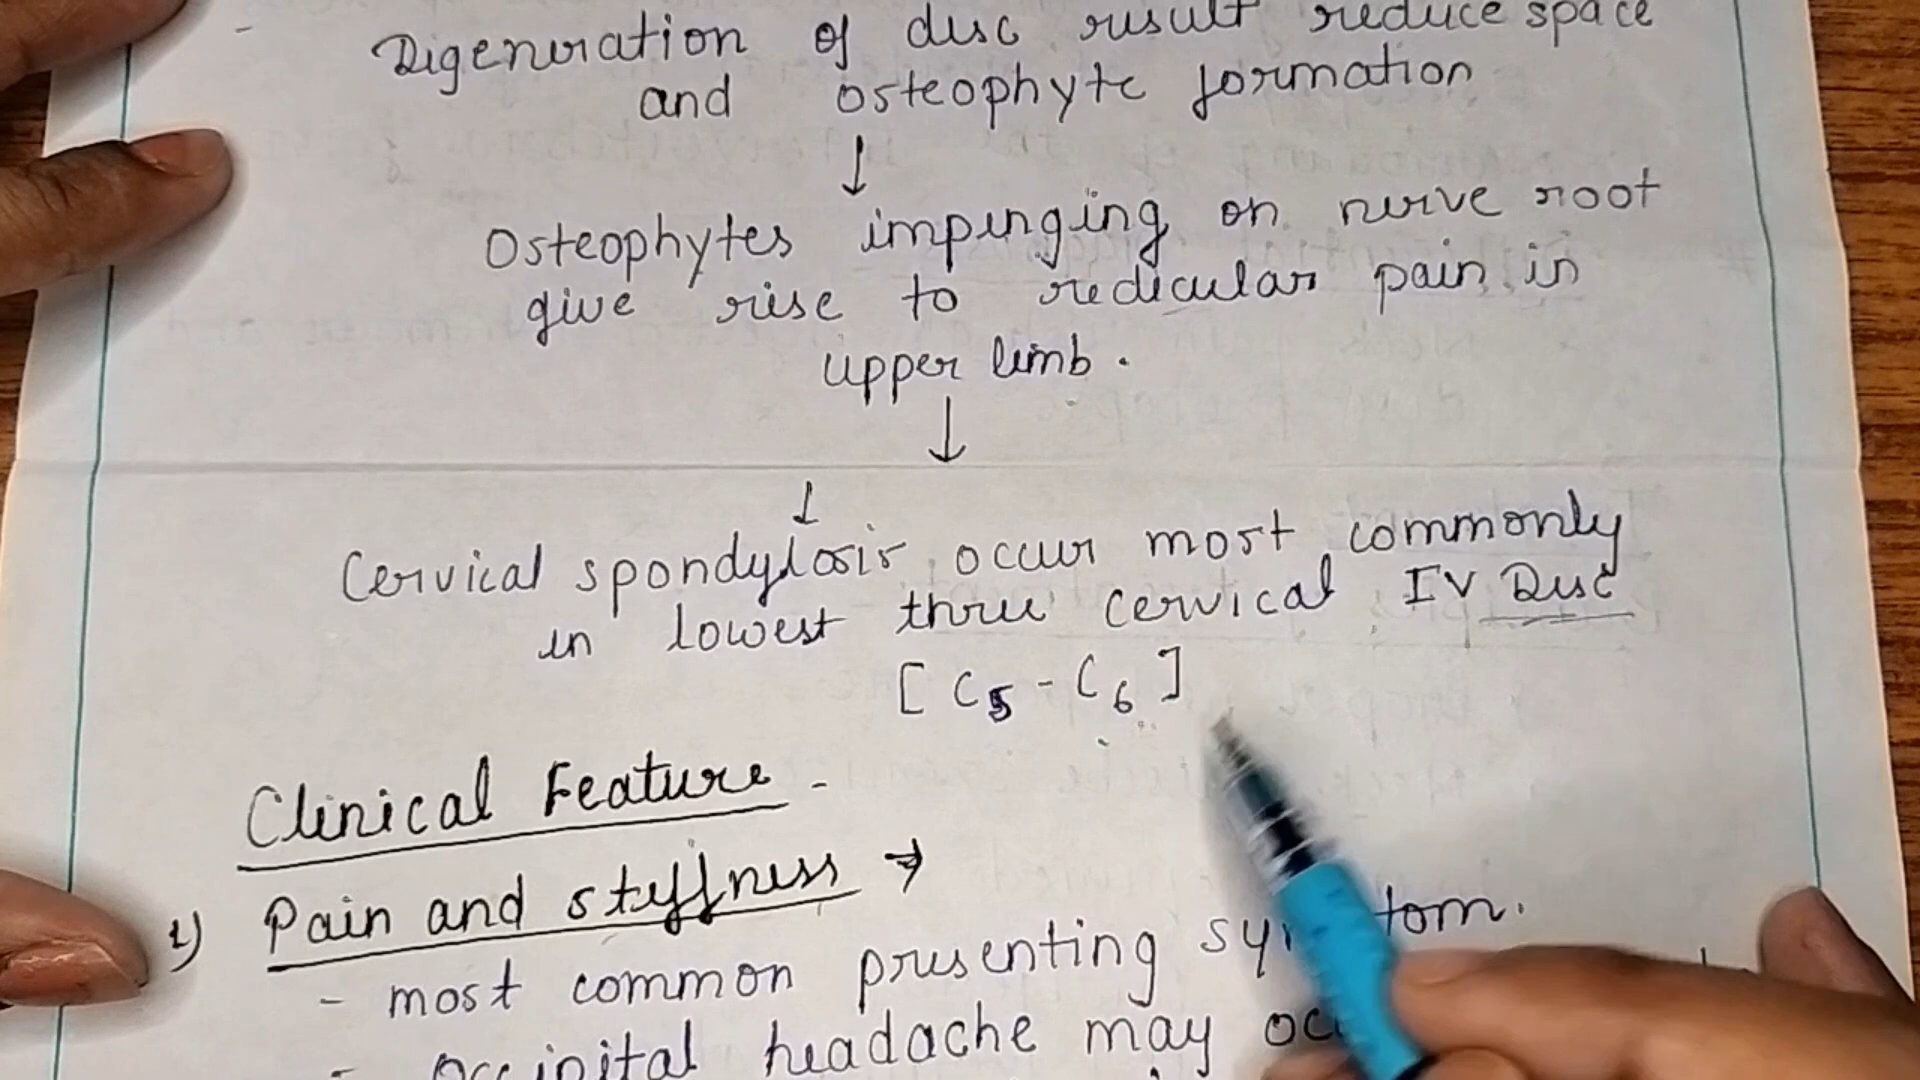 Digeneration of disc result reduce space
and osteophyte formation
↓
Osteophytes impinging on nerve root
give rise to redicular pain in
upper limb.
↓
↓
Cervical spondylosis occur most commonly
in lowest three cervical IV Disc
[C5-C6]
Clinical Feature -
1) Pain and stiffness →
- most common presenting
- occipital headache may